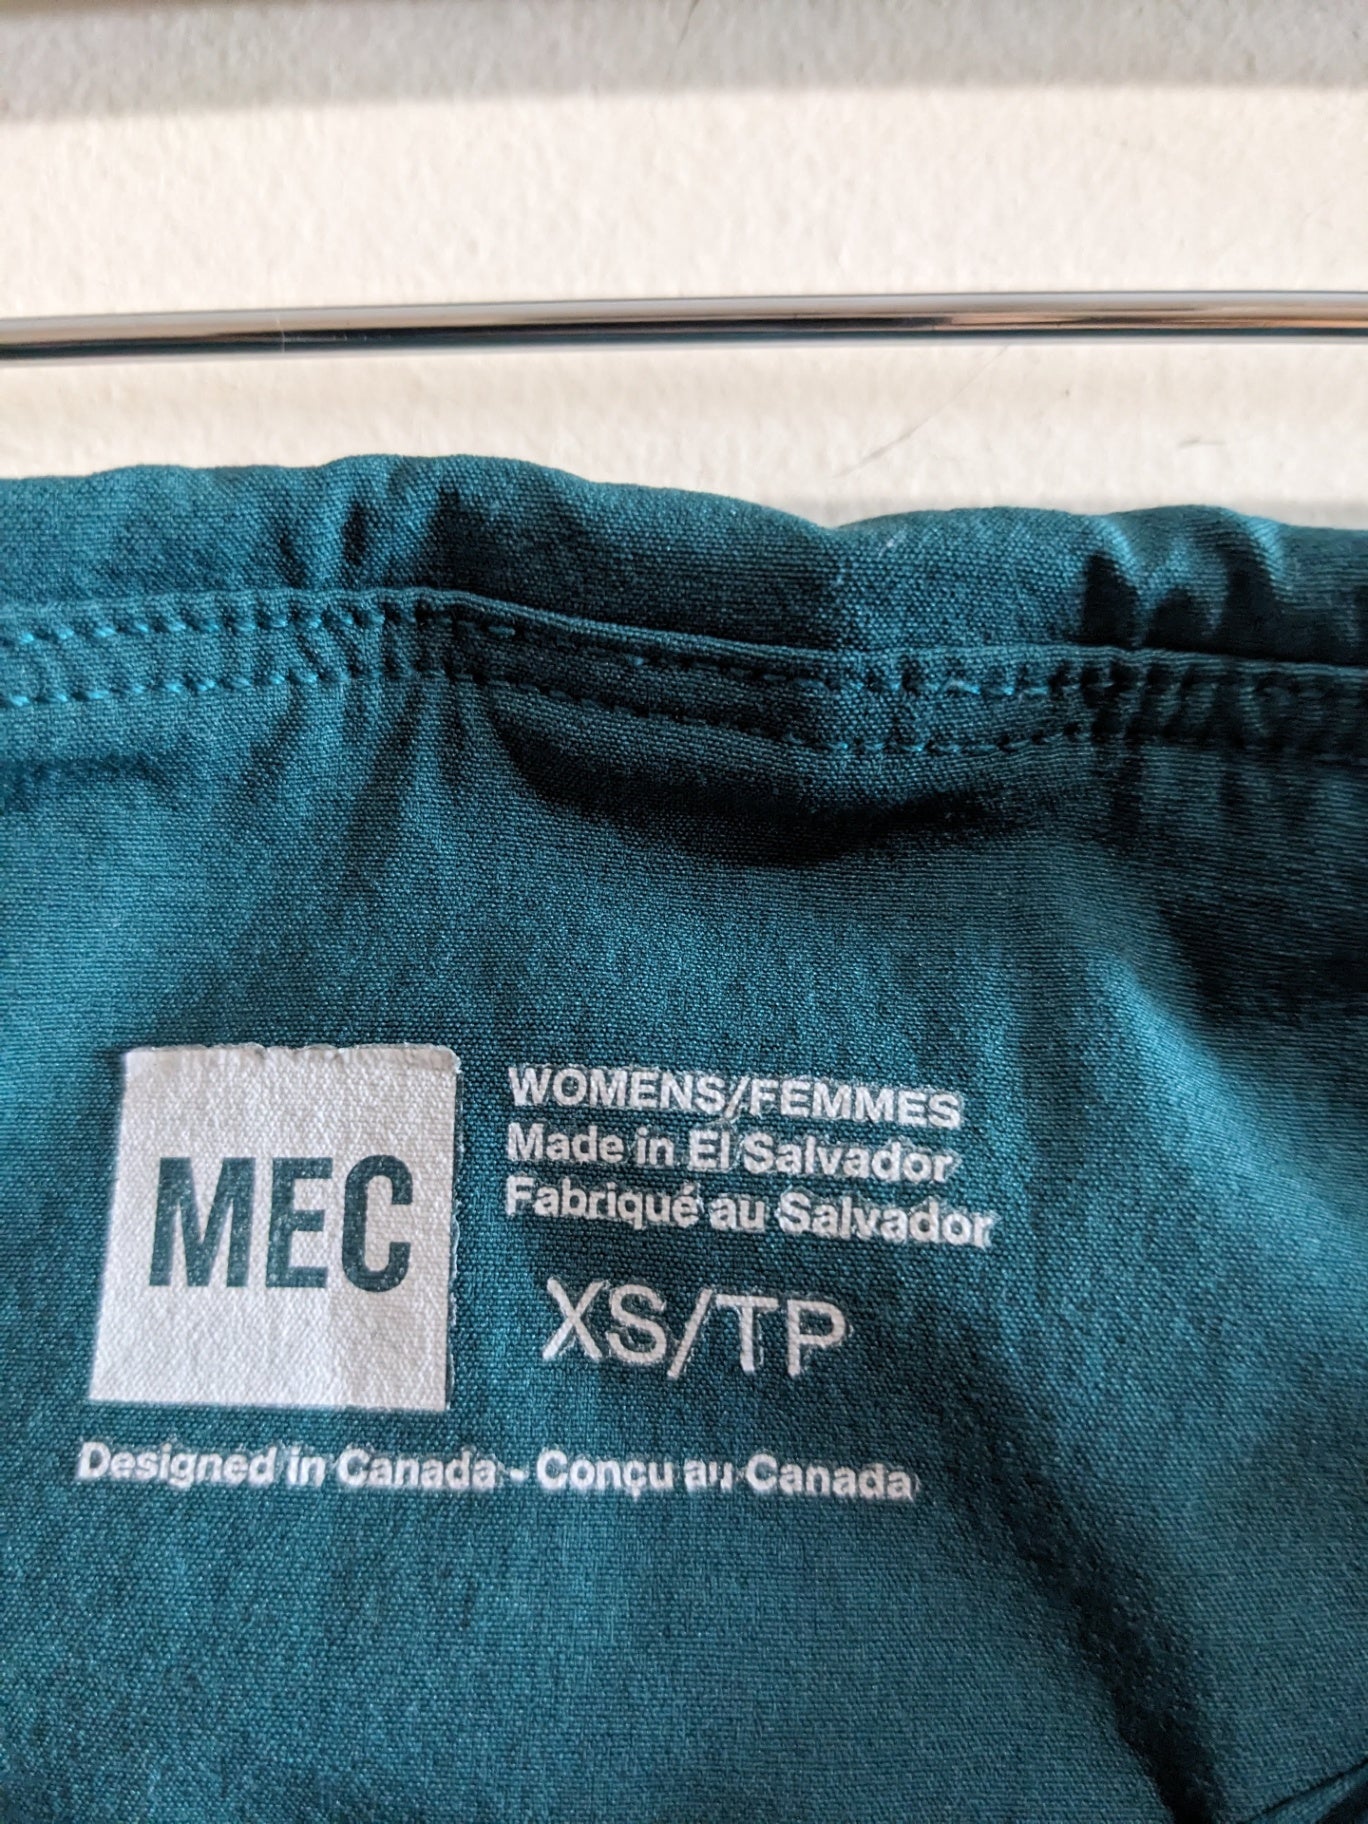 MEC
WOMENS/FEMMES
Made in El Salvador
Fabriqué au Salvador
XS/TP
Designed in Canada - Conçu au Canada